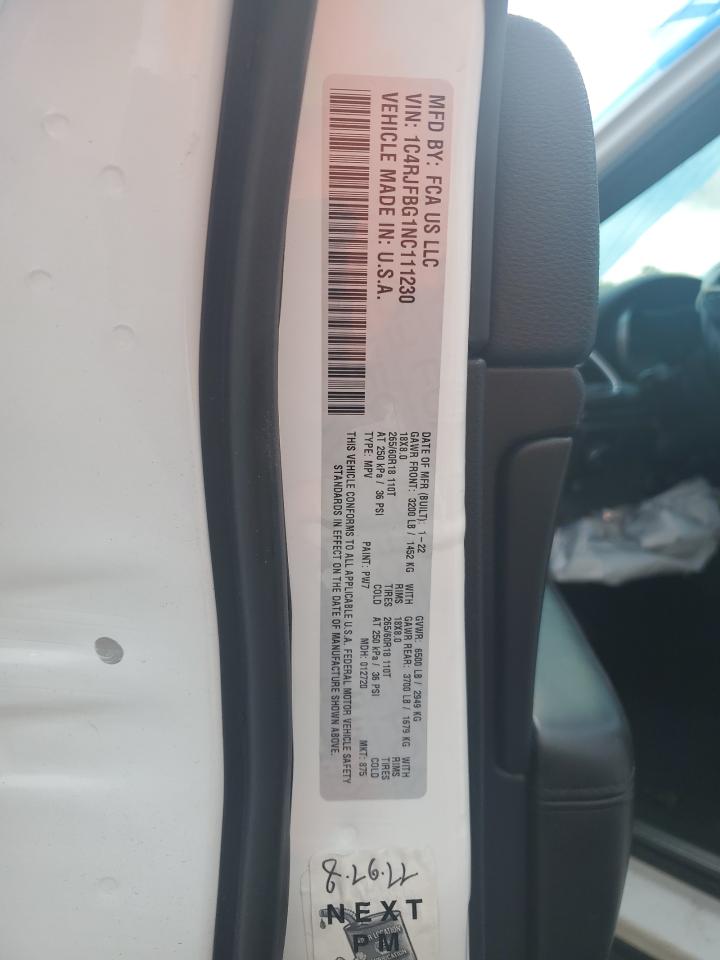 MFD BY: FCA US LLC
VIN: 1C4RJFBG1NC111230
VEHICLE MADE IN: U.S.A.
DATE OF MFR (BUILT): 1-22 GVWR: 6500 LB / 2949 KG
GAWR FRONT: 3200 LB / 1452 KG WITH GAWR REAR: 3700 LB / 1679 KG WITH
18X8.0 RIMS 18X8.0 RIMS
265/60R18 110T TIRES 265/60R18 110T TIRES
AT 250 kPa / 36 PSI COLD AT 250 kPa / 36 PSI COLD
TYPE: MPV PAINT: PW7 MDH: 012720 MKT: 875
THIS VEHICLE CONFORMS TO ALL APPLICABLE U.S.A. FEDERAL MOTOR VEHICLE SAFETY
STANDARDS IN EFFECT ON THE DATE OF MANUFACTURE SHOWN ABOVE.
NEXT
PM
LOCATION